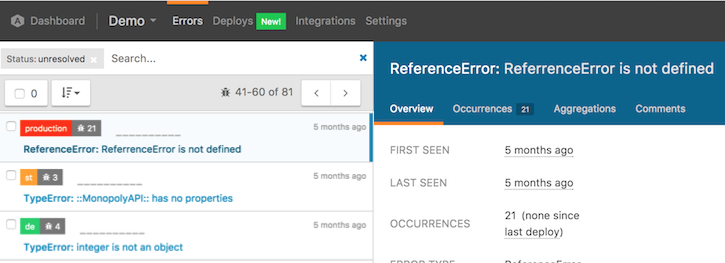 Dashboard Demo Errors Deploys New! Integrations Settings
Status: unresolved × Search... ×
0 41-60 of 81 < >
production 21 5 months ago
ReferenceError: ReferrenceError is not defined
st 3 5 months ago
TypeError: ::MonopolyAPI:: has no properties
de 4 5 months ago
TypeError: integer is not an object
ReferenceError: ReferrenceError is not defined
Overview Occurrences 21 Aggregations Comments
FIRST SEEN 5 months ago
LAST SEEN 5 months ago
OCCURRENCES 21 (none since
last deploy)
ERROR TYPE ReferenceError